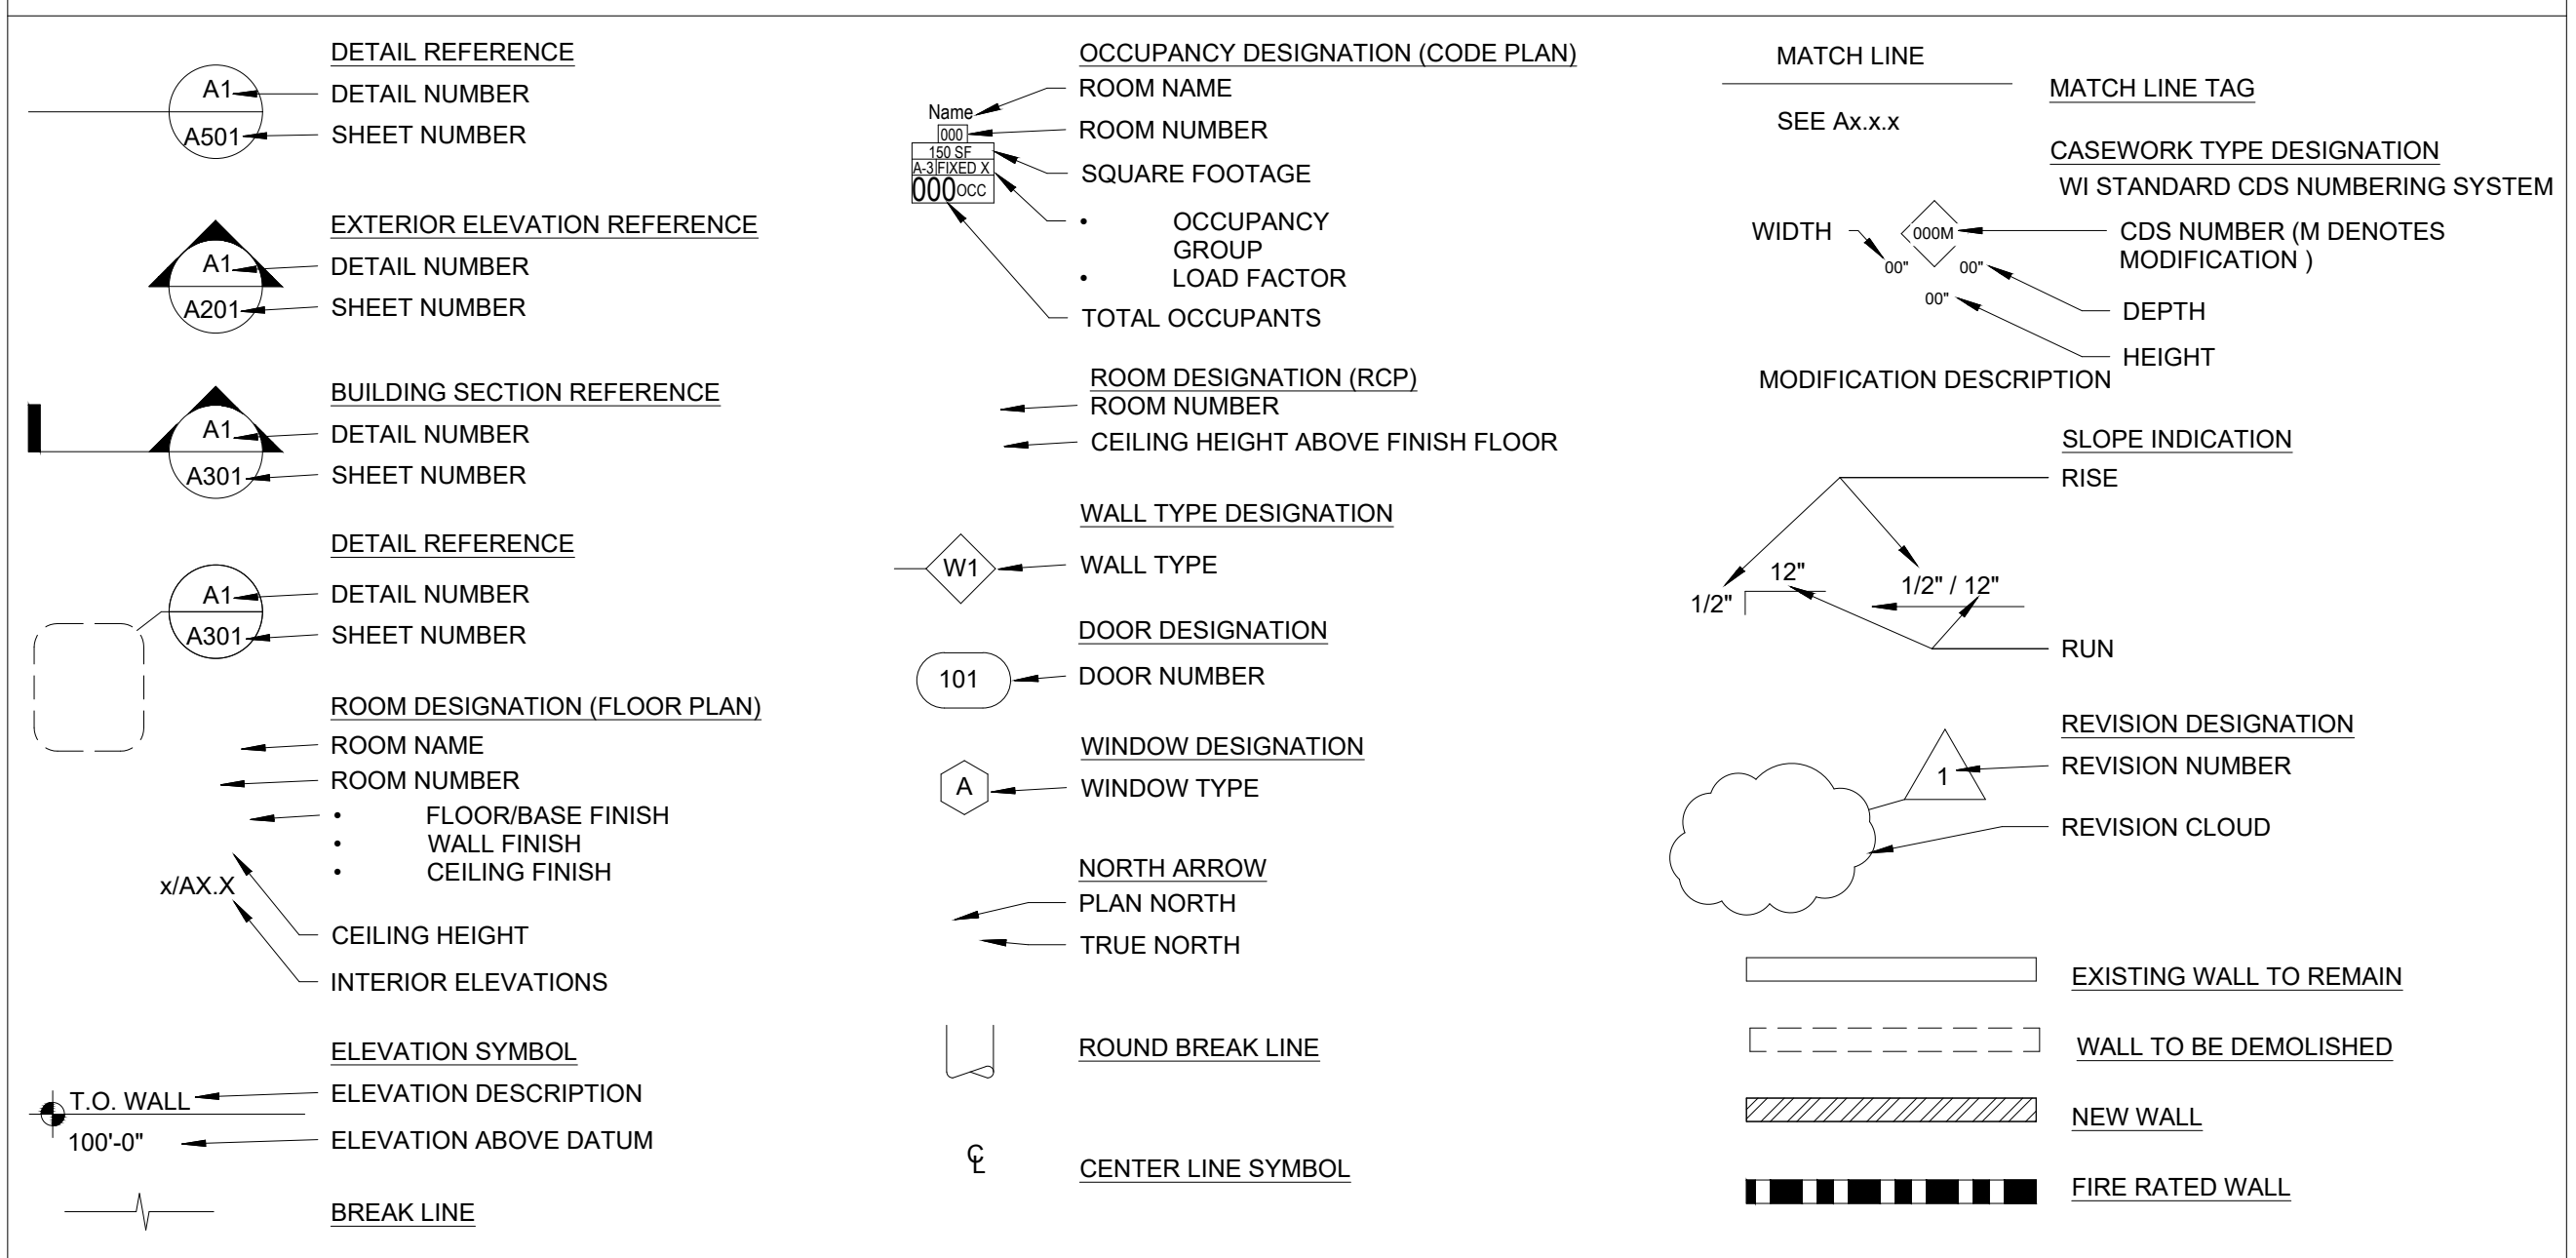 DETAIL REFERENCE
A1
DETAIL NUMBER
A501
SHEET NUMBER
EXTERIOR ELEVATION REFERENCE
A1
DETAIL NUMBER
A201
SHEET NUMBER
BUILDING SECTION REFERENCE
A1
DETAIL NUMBER
A301
SHEET NUMBER
DETAIL REFERENCE
A1
DETAIL NUMBER
A301
SHEET NUMBER
ROOM DESIGNATION (FLOOR PLAN)
ROOM NAME
ROOM NUMBER
• FLOOR/BASE FINISH
• WALL FINISH
• CEILING FINISH
x/AX.X
CEILING HEIGHT
INTERIOR ELEVATIONS
ELEVATION SYMBOL
T.O. WALL
ELEVATION DESCRIPTION
100'-0"
ELEVATION ABOVE DATUM
BREAK LINE
OCCUPANCY DESIGNATION (CODE PLAN)
ROOM NAME
Name
000
ROOM NUMBER
150 SF
A-3 FIXED X
SQUARE FOOTAGE
000 OCC
• OCCUPANCY
GROUP
• LOAD FACTOR
TOTAL OCCUPANTS
ROOM DESIGNATION (RCP)
ROOM NUMBER
CEILING HEIGHT ABOVE FINISH FLOOR
WALL TYPE DESIGNATION
W1
WALL TYPE
DOOR DESIGNATION
101
DOOR NUMBER
WINDOW DESIGNATION
A
WINDOW TYPE
NORTH ARROW
PLAN NORTH
TRUE NORTH
ROUND BREAK LINE
℄
CENTER LINE SYMBOL
MATCH LINE
MATCH LINE TAG
SEE Ax.x.x
CASEWORK TYPE DESIGNATION
WI STANDARD CDS NUMBERING SYSTEM
WIDTH
000M
CDS NUMBER (M DENOTES
MODIFICATION )
00"
00"
00"
DEPTH
HEIGHT
MODIFICATION DESCRIPTION
SLOPE INDICATION
RISE
12"
1/2"
1/2" / 12"
RUN
REVISION DESIGNATION
1
REVISION NUMBER
REVISION CLOUD
EXISTING WALL TO REMAIN
WALL TO BE DEMOLISHED
NEW WALL
FIRE RATED WALL